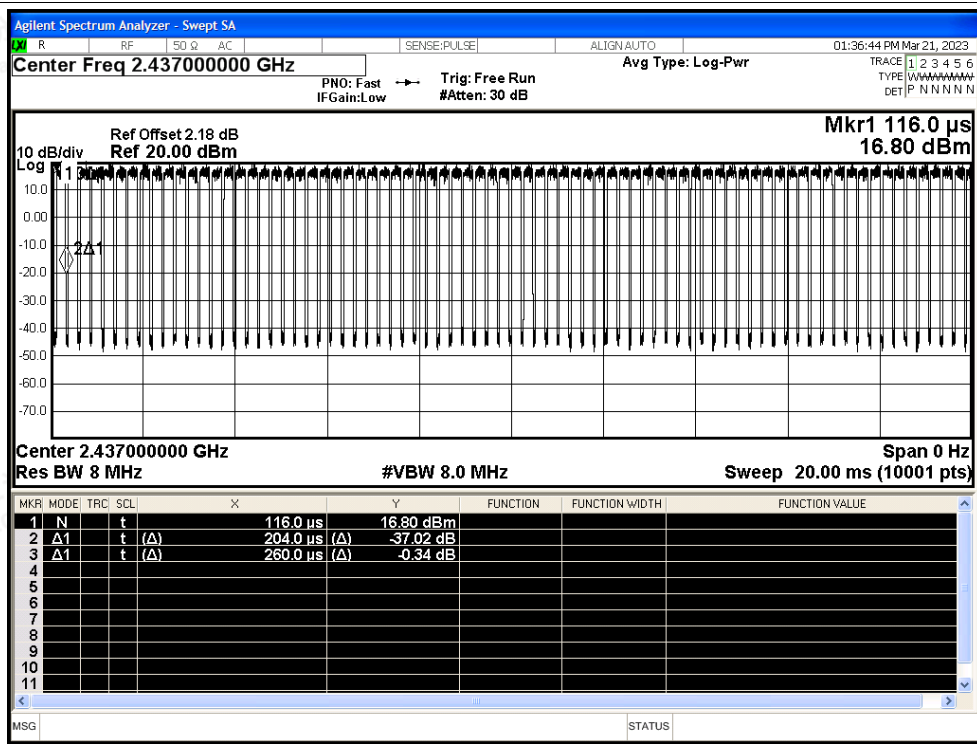 Agilent Spectrum Analyzer - Swept SA
LXI R RF 50 Ω AC SENSE:PULSE ALIGN AUTO 01:36:44 PM Mar 21, 2023
Center Freq 2.437000000 GHz
PNO: Fast
IFGain:Low
Trig: Free Run
#Atten: 30 dB
Avg Type: Log-Pwr
TRACE 1 2 3 4 5 6
TYPE
DET P N N N N N
Mkr1 116.0 µs
16.80 dBm
Ref Offset 2.18 dB
10 dB/div Ref 20.00 dBm
Log
1
10.0
0.00
2Δ1
-10.0
-20.0
-30.0
-40.0
-50.0
-60.0
-70.0
Center 2.437000000 GHz Span 0 Hz
Res BW 8 MHz #VBW 8.0 MHz Sweep 20.00 ms (10001 pts)
MKR MODE TRC SCL X Y FUNCTION FUNCTION WIDTH FUNCTION VALUE
1 N t 116.0 µs 16.80 dBm
2 Δ1 t (Δ) 204.0 µs (Δ) -37.02 dB
3 Δ1 t (Δ) 260.0 µs (Δ) -0.34 dB
4
5
6
7
8
9
10
11
MSG STATUS